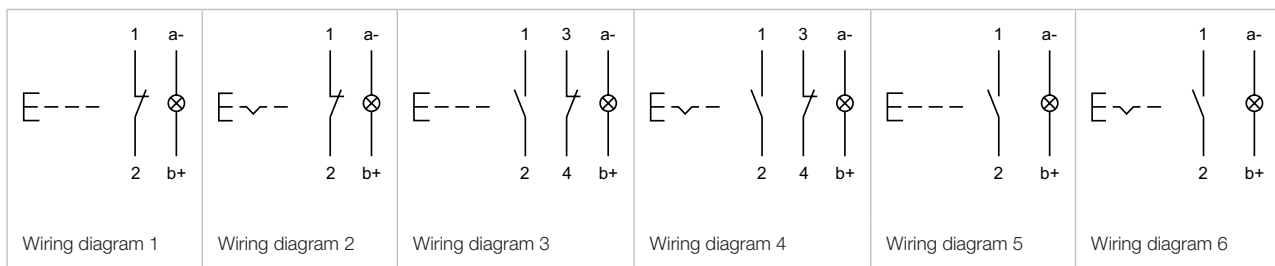 1 a- 1 a- 1 3 a- 1 3 a- 1 a- 1 a-
2 b+ 2 b+ 2 4 b+ 2 4 b+ 2 b+ 2 b+
Wiring diagram 1 Wiring diagram 2 Wiring diagram 3 Wiring diagram 4 Wiring diagram 5 Wiring diagram 6